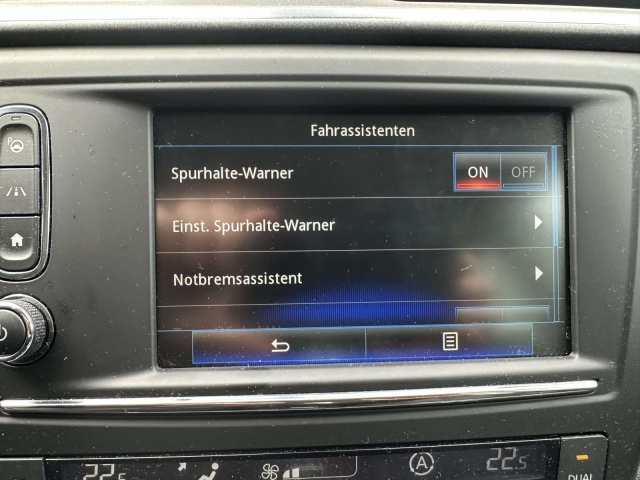 Fahrassistenten
Spurhalte-Warner ON OFF
Einst. Spurhalte-Warner
Notbremsassistent
22.5 A 22.5
DUAL